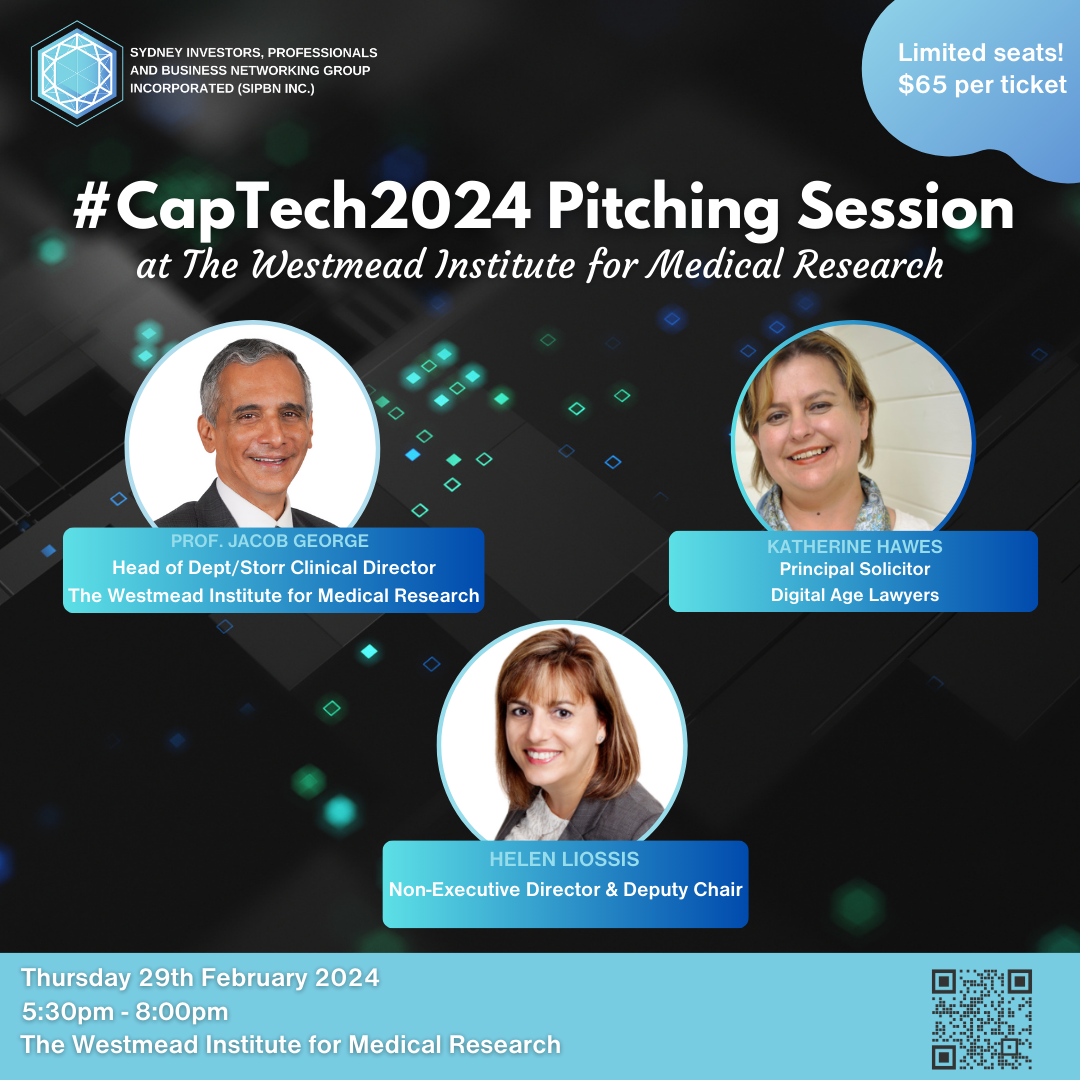 SYDNEY INVESTORS, PROFESSIONALS
AND BUSINESS NETWORKING GROUP
INCORPORATED (SIPBN INC.)
Limited seats!
$65 per ticket
#CapTech2024 Pitching Session
at The Westmead Institute for Medical Research
PROF. JACOB GEORGE
Head of Dept/Storr Clinical Director
The Westmead Institute for Medical Research
KATHERINE HAWES
Principal Solicitor
Digital Age Lawyers
HELEN LIOSSIS
Non-Executive Director & Deputy Chair
Thursday 29th February 2024
5:30pm - 8:00pm
The Westmead Institute for Medical Research